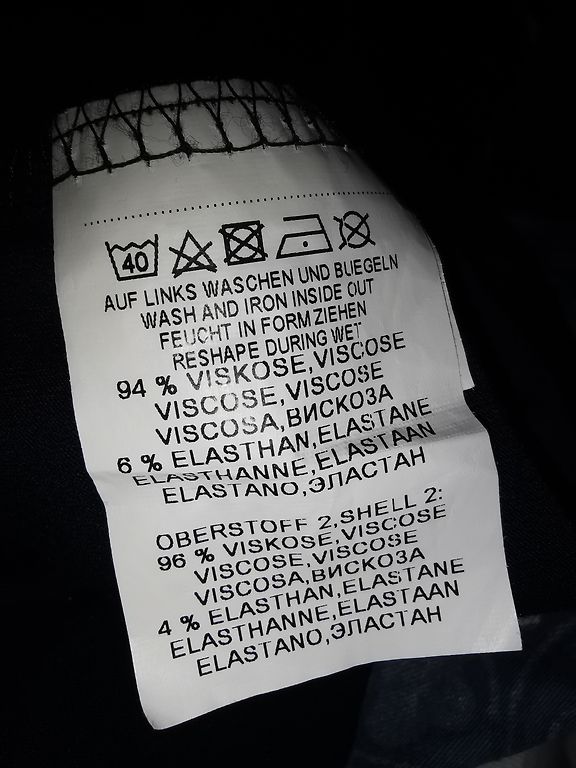 40
AUF LINKS WASCHEN UND BUEGELN
WASH AND IRON INSIDE OUT
FEUCHT IN FORM ZIEHEN
RESHAPE DURING WET
94 % VISKOSE,VISCOSE
VISCOSE,VISCOSE
VISCOSA,ВИСКОЗА
6 % ELASTHAN,ELASTANE
ELASTHANNE,ELASTAAN
ELASTANO,ЭЛАСТАН
OBERSTOFF 2,SHELL 2:
96 % VISKOSE,VISCOSE
VISCOSE,VISCOSE
VISCOSA,ВИСКОЗА
4 % ELASTHAN,ELASTANE
ELASTHANNE,ELASTAAN
ELASTANO,ЭЛАСТАН